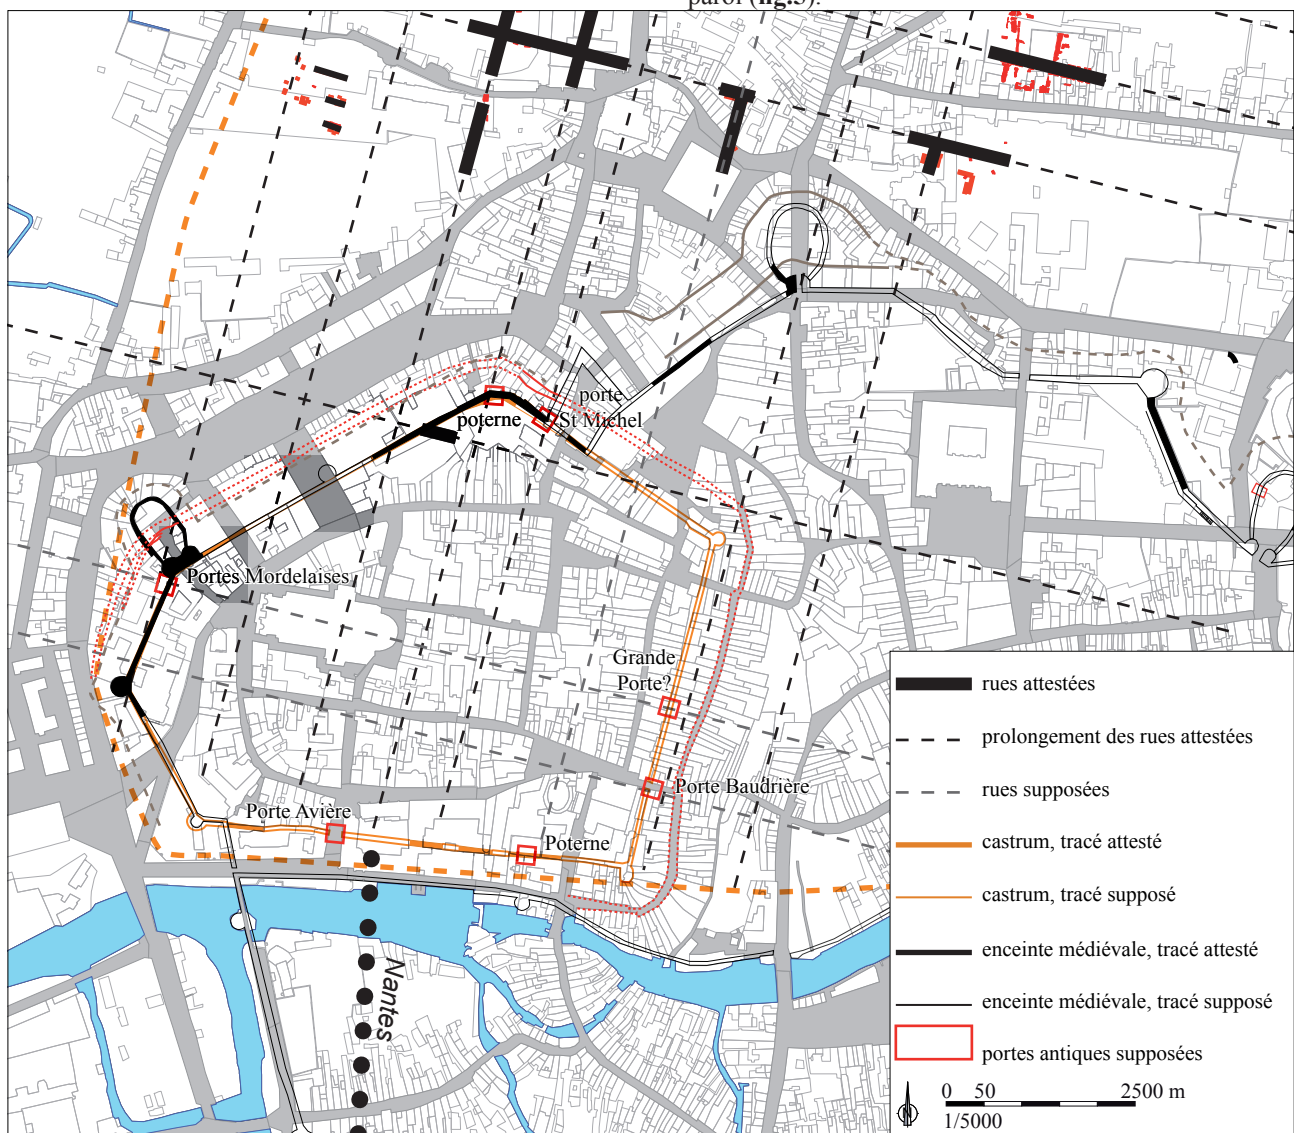 paroi (fig.3).
porte
St Michel
poterne
Portes Mordelaises
Grande
Porte?
Porte Baudrière
Porte Avière
Poterne
Nantes
rues attestées
prolongement des rues attestées
rues supposées
castrum, tracé attesté
castrum, tracé supposé
enceinte médiévale, tracé attesté
enceinte médiévale, tracé supposé
portes antiques supposées
N
0 50 2500 m
1/5000